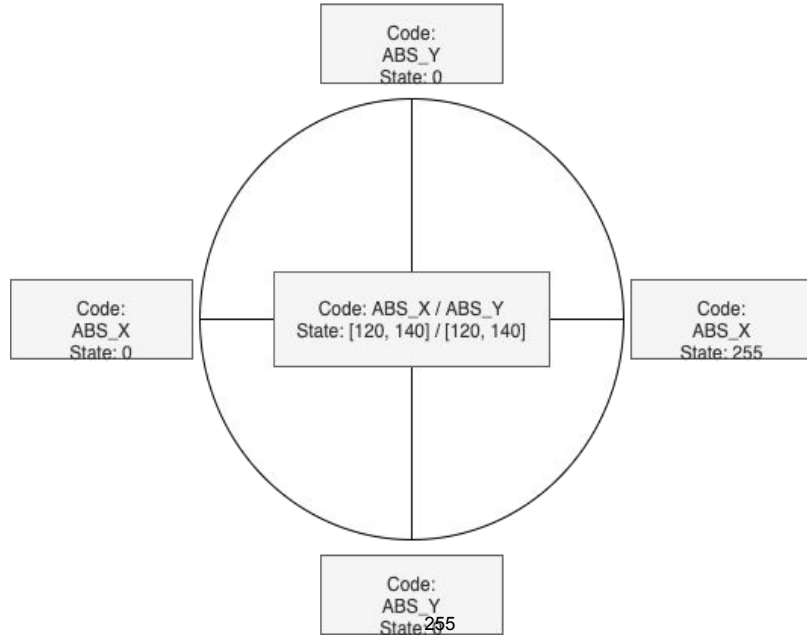 Code:
ABS_Y
State: 0
Code:
ABS_X
State: 0
Code: ABS_X / ABS_Y
State: [120, 140] / [120, 140]
Code:
ABS_X
State: 255
Code:
ABS_Y
State: 255